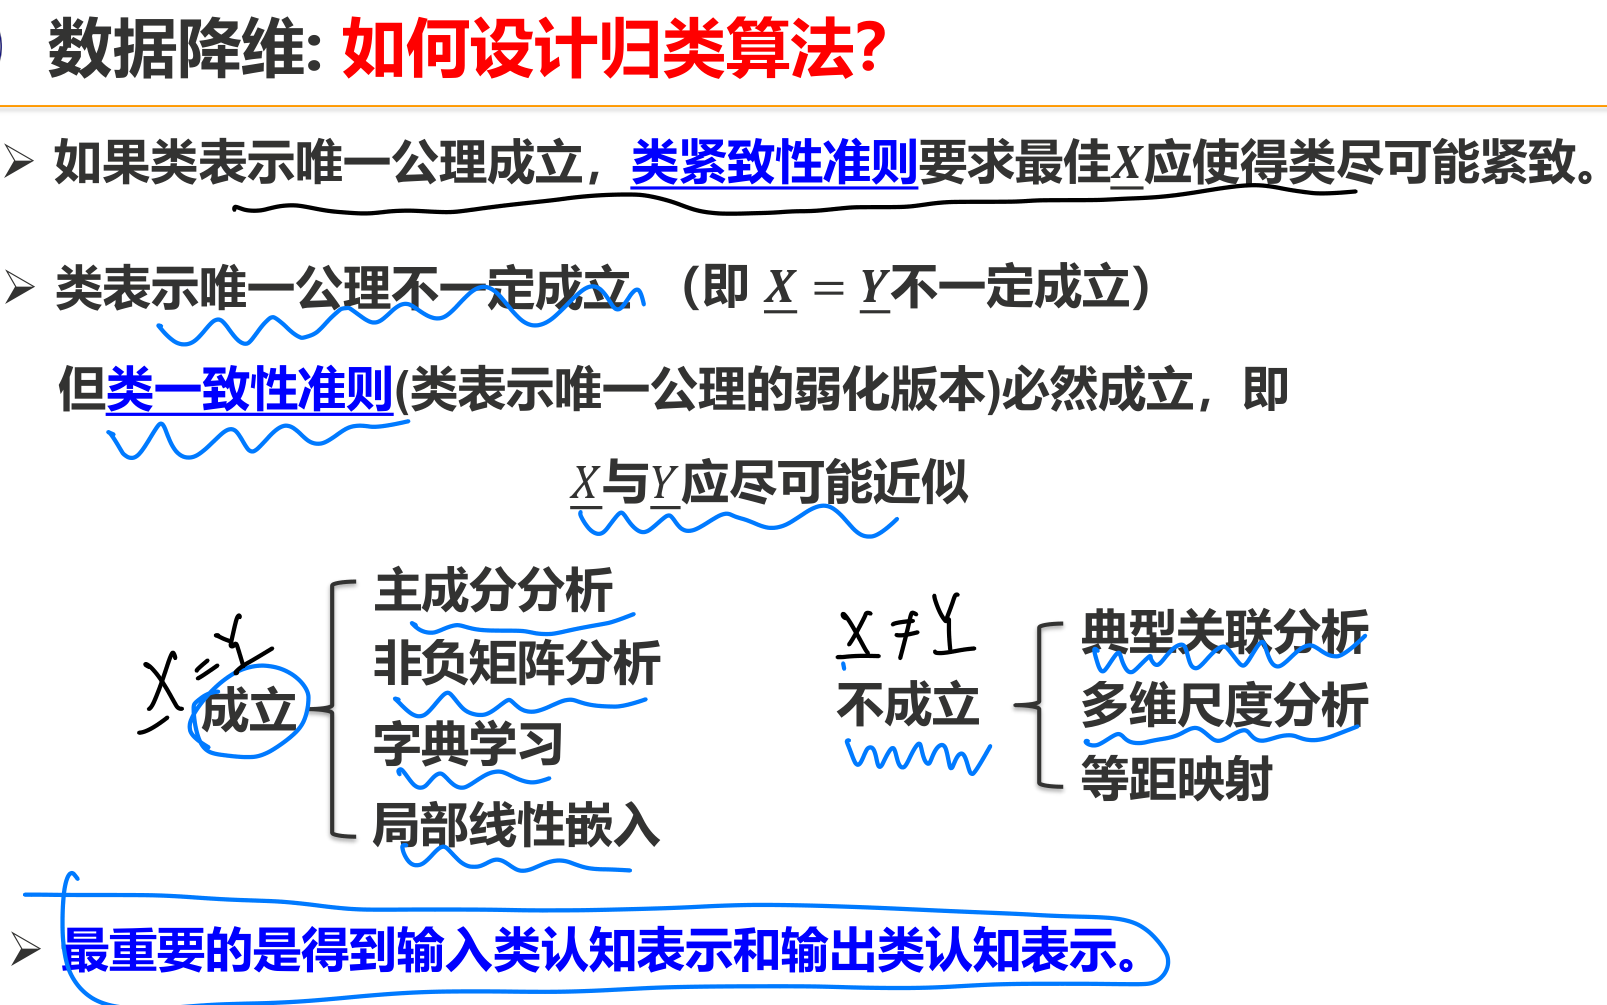 数据降维: 如何设计归类算法?
➢ 如果类表示唯一公理成立，类紧致性准则要求最佳X应使得类尽可能紧致。
➢ 类表示唯一公理不一定成立 （即 X = Y不一定成立）
但类一致性准则(类表示唯一公理的弱化版本)必然成立，即
X与Y应尽可能近似
X = Y
成立
主成分分析
非负矩阵分析
字典学习
局部线性嵌入
X ≠ Y
不成立
典型关联分析
多维尺度分析
等距映射
➢ 最重要的是得到输入类认知表示和输出类认知表示。